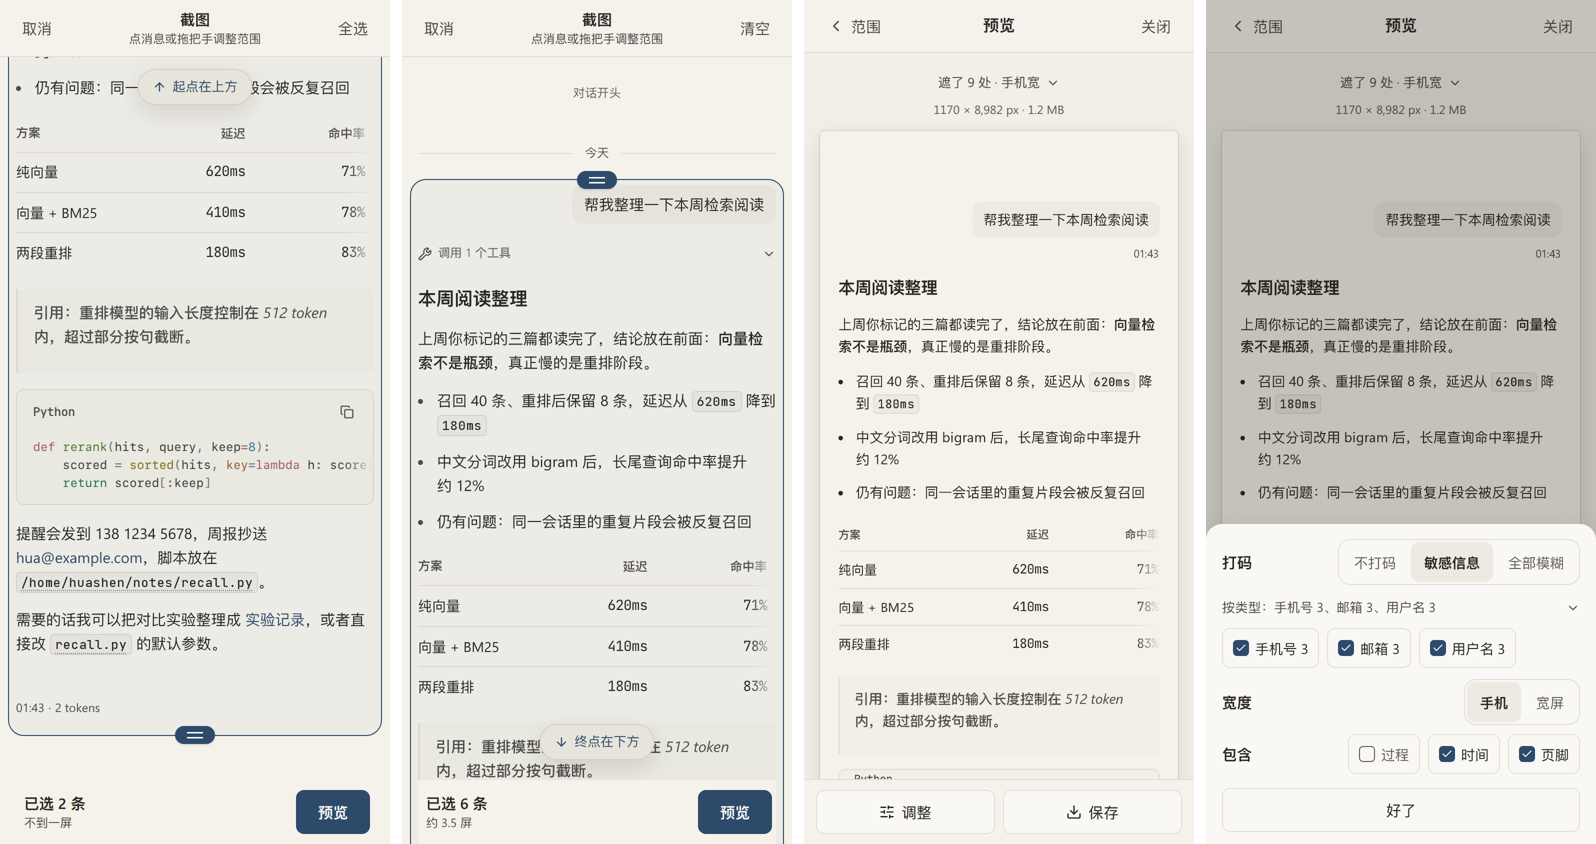 取消
截图
点消息或拖把手调整范围
全选
仍有问题：同一
↑ 起点在上方
段会被反复召回
方案 延迟 命中率
纯向量 620ms 71%
向量 + BM25 410ms 78%
两段重排 180ms 83%
引用：重排模型的输入长度控制在 512 token
内，超过部分按句截断。
Python
def rerank(hits, query, keep=8):
scored = sorted(hits, key=lambda h: score
return scored[:keep]
提醒会发到 138 1234 5678，周报抄送
hua@example.com，脚本放在
/home/huashen/notes/recall.py。
需要的话我可以把对比实验整理成 实验记录，或者直
接改 recall.py 的默认参数。
01:43 · 2 tokens
已选 2 条
不到一屏
预览
取消
截图
点消息或拖把手调整范围
清空
对话开头
今天
帮我整理一下本周检索阅读
调用 1 个工具
本周阅读整理
上周你标记的三篇都读完了，结论放在前面：向量检
索不是瓶颈，真正慢的是重排阶段。
召回 40 条、重排后保留 8 条，延迟从 620ms 降到
180ms
中文分词改用 bigram 后，长尾查询命中率提升
约 12%
仍有问题：同一会话里的重复片段会被反复召回
方案 延迟 命中率
纯向量 620ms 71%
向量 + BM25 410ms 78%
两段重排 180ms 83%
引用：重排模型
↓ 终点在下方
在 512 token
内，超过部分按句截断。
已选 6 条
约 3.5 屏
预览
范围
预览
关闭
遮了 9 处 · 手机宽
1170 × 8,982 px · 1.2 MB
帮我整理一下本周检索阅读
01:43
本周阅读整理
上周你标记的三篇都读完了，结论放在前面：向量检
索不是瓶颈，真正慢的是重排阶段。
召回 40 条、重排后保留 8 条，延迟从 620ms 降
到 180ms
中文分词改用 bigram 后，长尾查询命中率提升
约 12%
仍有问题：同一会话里的重复片段会被反复召回
方案 延迟 命中率
纯向量 620ms 71%
向量 + BM25 410ms 78%
两段重排 180ms 83%
引用：重排模型的输入长度控制在 512 token
内，超过部分按句截断。
Python
调整
保存
范围
预览
关闭
遮了 9 处 · 手机宽
1170 × 8,982 px · 1.2 MB
帮我整理一下本周检索阅读
01:43
本周阅读整理
上周你标记的三篇都读完了，结论放在前面：向量检
索不是瓶颈，真正慢的是重排阶段。
召回 40 条、重排后保留 8 条，延迟从 620ms 降
到 180ms
中文分词改用 bigram 后，长尾查询命中率提升
约 12%
仍有问题：同一会话里的重复片段会被反复召回
打码 不打码 敏感信息 全部模糊
按类型：手机号 3、邮箱 3、用户名 3
手机号 3 邮箱 3 用户名 3
宽度 手机 宽屏
包含 过程 时间 页脚
好了